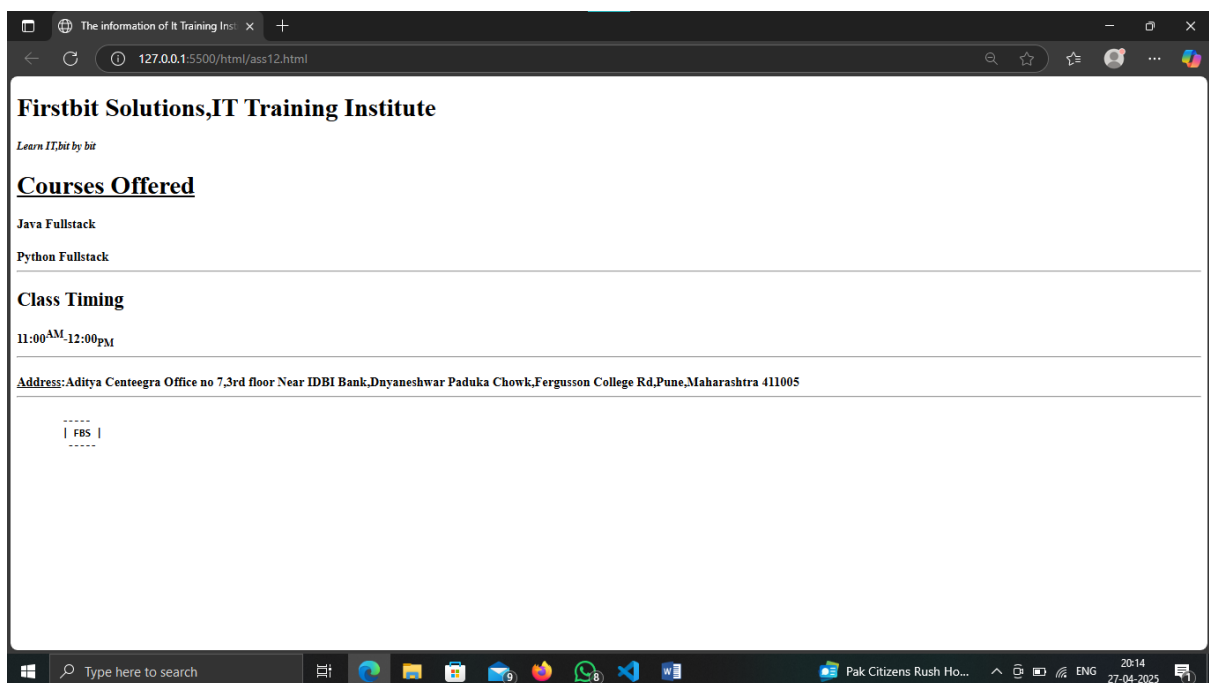 The information of It Training Inst
127.0.0.1:5500/html/ass12.html
Firstbit Solutions,IT Training Institute
Learn IT,bit by bit
Courses Offered
Java Fullstack
Python Fullstack
Class Timing
11:00AM-12:00PM
Address:Aditya Centeegra Office no 7,3rd floor Near IDBI Bank,Dnyaneshwar Paduka Chowk,Fergusson College Rd,Pune,Maharashtra 411005
-----
| FBS |
-----
Type here to search
9
8
W
Pak Citizens Rush Ho...
ENG
20:14
27-04-2025
1